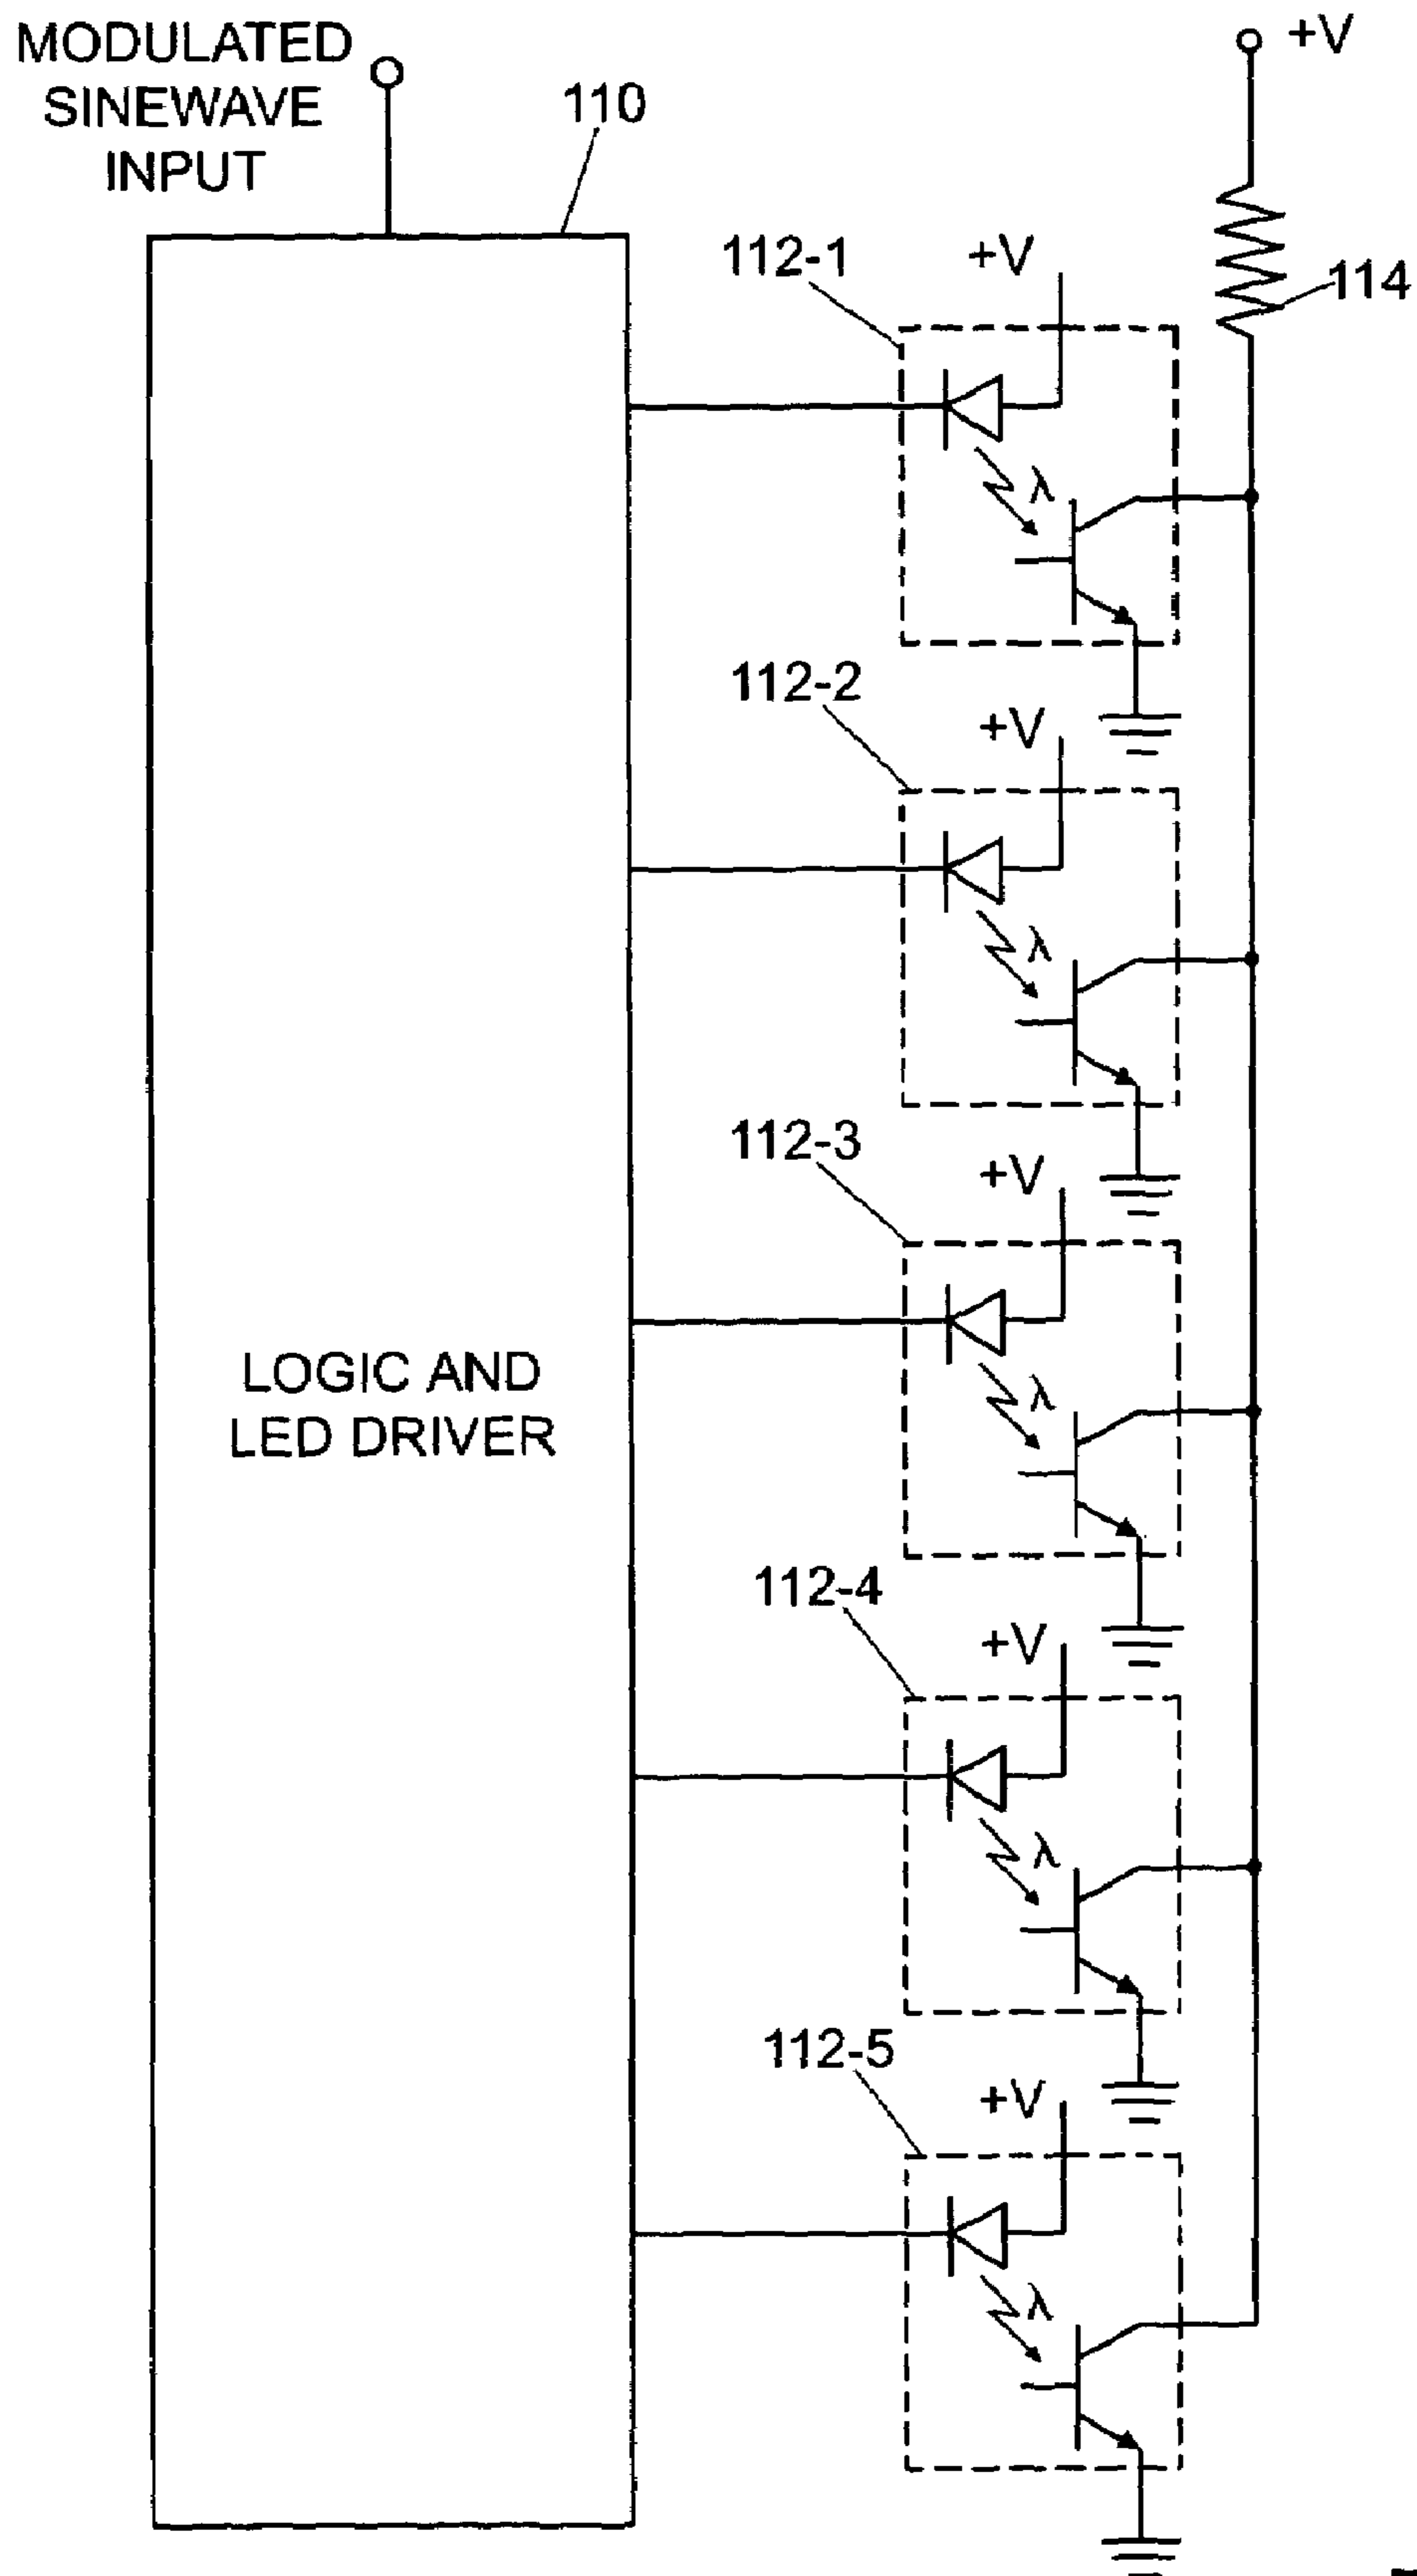 MODULATED
SINEWAVE
INPUT
+V
110
114
112-1
+V
λ
112-2
+V
λ
112-3
+V
λ
LOGIC AND
LED DRIVER
112-4
+V
λ
112-5
+V
λ